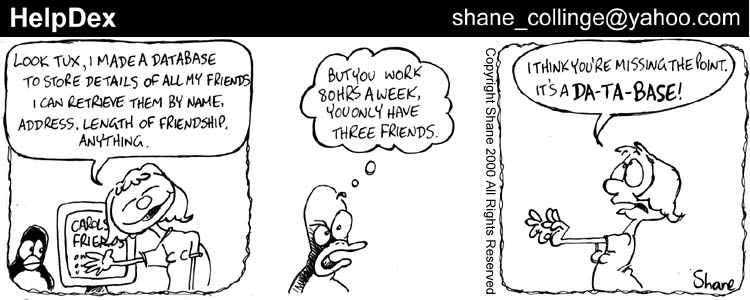 HelpDex
shane_collinge@yahoo.com
LOOK TUX, I MADE A DATABASE
TO STORE DETAILS OF ALL MY FRIENDS
I CAN RETRIEVE THEM BY NAME,
ADDRESS, LENGTH OF FRIENDSHIP,
ANYTHING.
CAROLS
FRIENDS
BUT YOU WORK
80HRS A WEEK,
YOU ONLY HAVE
THREE FRIENDS.
Copyright Shane 2000 All Rights Reserved
I THINK YOU'RE MISSING THE POINT.
IT'S A DA-TA-BASE!
Shane